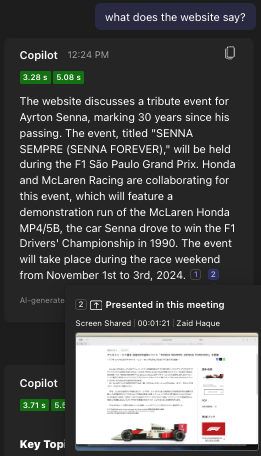 what does the website say?
Copilot 12:24 PM
3.28 s 5.08 s
The website discusses a tribute event for
Ayrton Senna, marking 30 years since his
passing. The event, titled "SENNA
SEMPRE (SENNA FOREVER)," will be held
during the F1 São Paulo Grand Prix. Honda
and McLaren Racing are collaborating for
this event, which will feature a
demonstration run of the McLaren Honda
MP4/5B, the car Senna drove to win the F1
Drivers' Championship in 1990. The event
will take place during the race weekend
from November 1st to 3rd, 2024. 1 2
AI-generate
2 Presented in this meeting
Screen Shared | 00:01:21 | Zaid Haque
Copilot
3.71 s 5.5
Key Topi